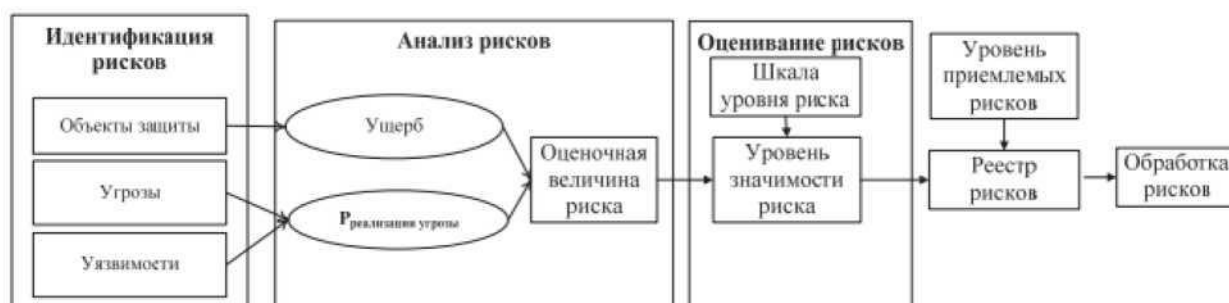 Идентификация
рисков
Объекты защиты
Угрозы
Уязвимости
Анализ рисков
Ущерб
Pреализации угрозы
Оценочная
величина
риска
Оценивание рисков
Шкала
уровня риска
Уровень
значимости
риска
Уровень
приемлемых
рисков
Реестр
рисков
Обработка
рисков